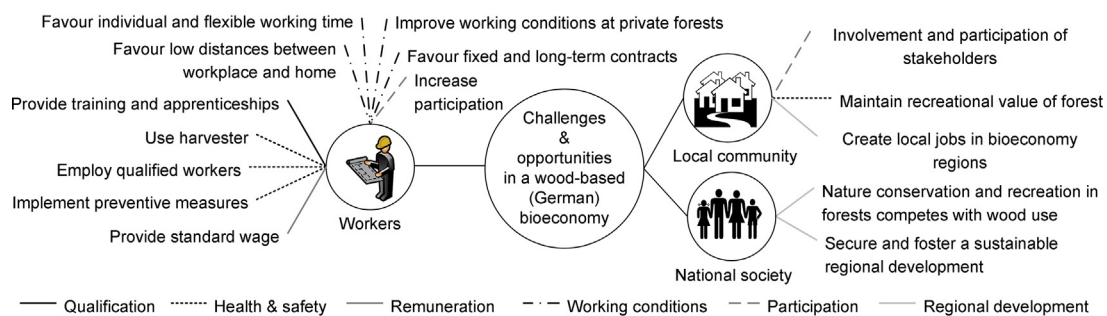 Favour individual and flexible working time
Improve working conditions at private forests
Favour low distances between
workplace and home
Favour fixed and long-term contracts
Increase
participation
Provide training and apprenticeships
Use harvester
Employ qualified workers
Implement preventive measures
Provide standard wage
Workers
Challenges
&
opportunities
in a wood-based
(German)
bioeconomy
Local community
Involvement and participation of
stakeholders
Maintain recreational value of forest
Create local jobs in bioeconomy
regions
National society
Nature conservation and recreation in
forests competes with wood use
Secure and foster a sustainable
regional development
Qualification
Health & safety
Remuneration
Working conditions
Participation
Regional development